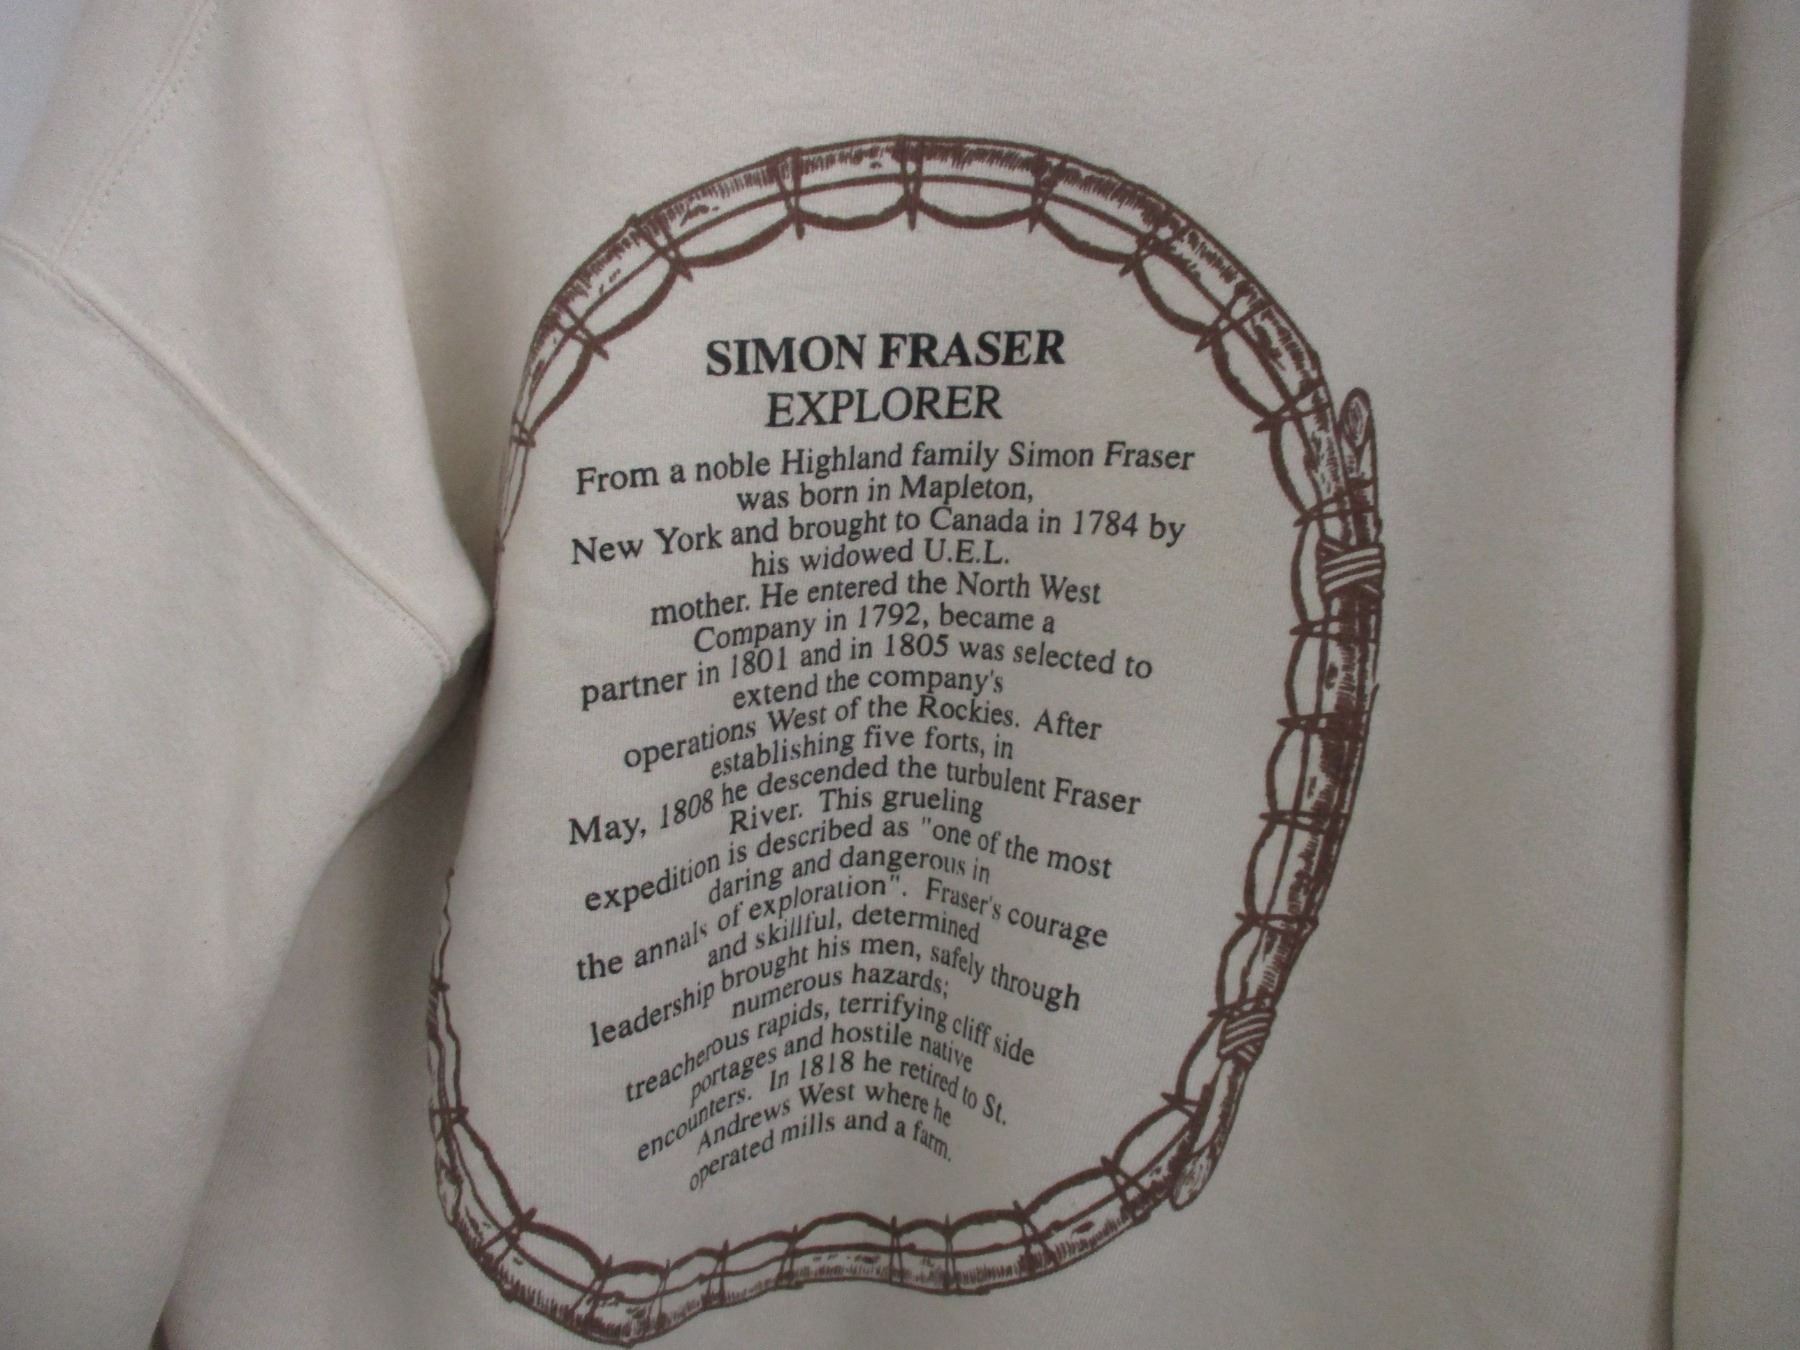 SIMON FRASER
EXPLORER
From a noble Highland family Simon Fraser
was born in Mapleton,
New York and brought to Canada in 1784 by
his widowed U.E.L.
mother. He entered the North West
Company in 1792, became a
partner in 1801 and in 1805 was selected to
extend the company's
operations West of the Rockies. After
establishing five forts, in
May, 1808 he descended the turbulent Fraser
River. This grueling
expedition is described as "one of the most
daring and dangerous in
the annals of exploration". Fraser's courage
and skillful, determined
leadership brought his men, safely through
numerous hazards;
treacherous rapids, terrifying cliff side
portages and hostile native
encounters. In 1818 he retired to St.
Andrews West where he
operated mills and a farm.